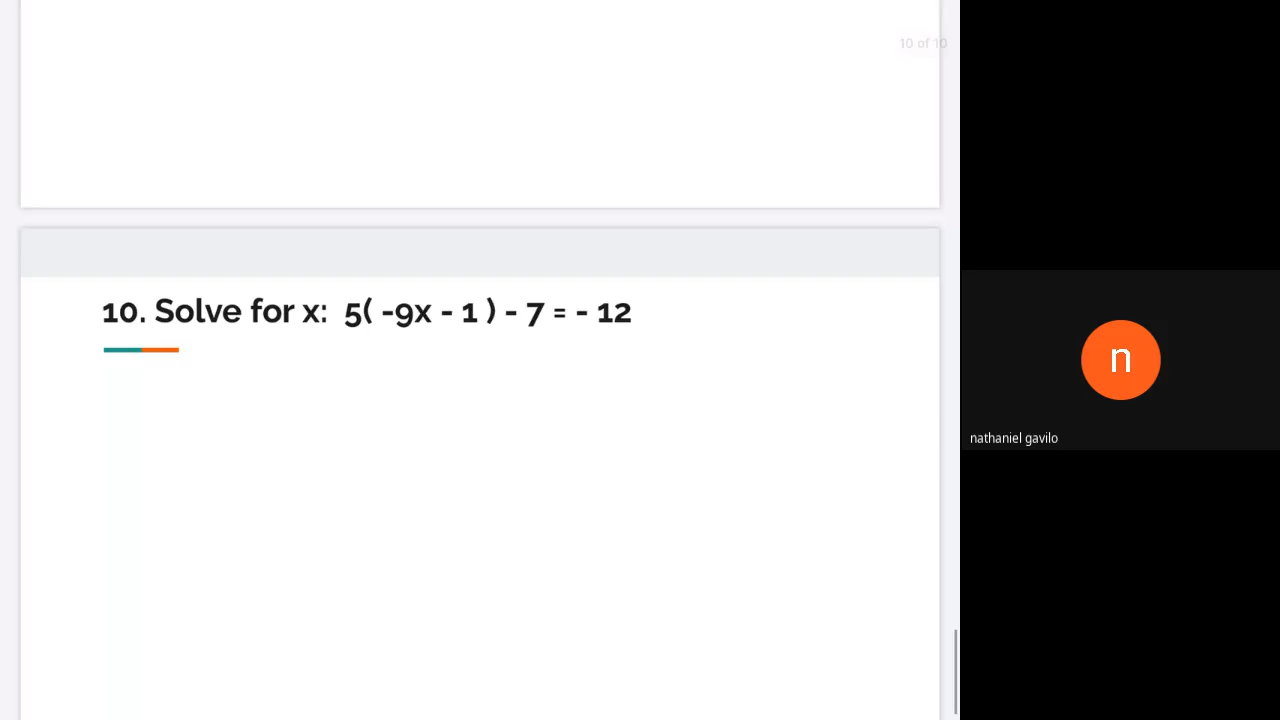 10 of 10
10. Solve for x: 5( -9x - 1 ) - 7 = - 12
n
nathaniel gavilo